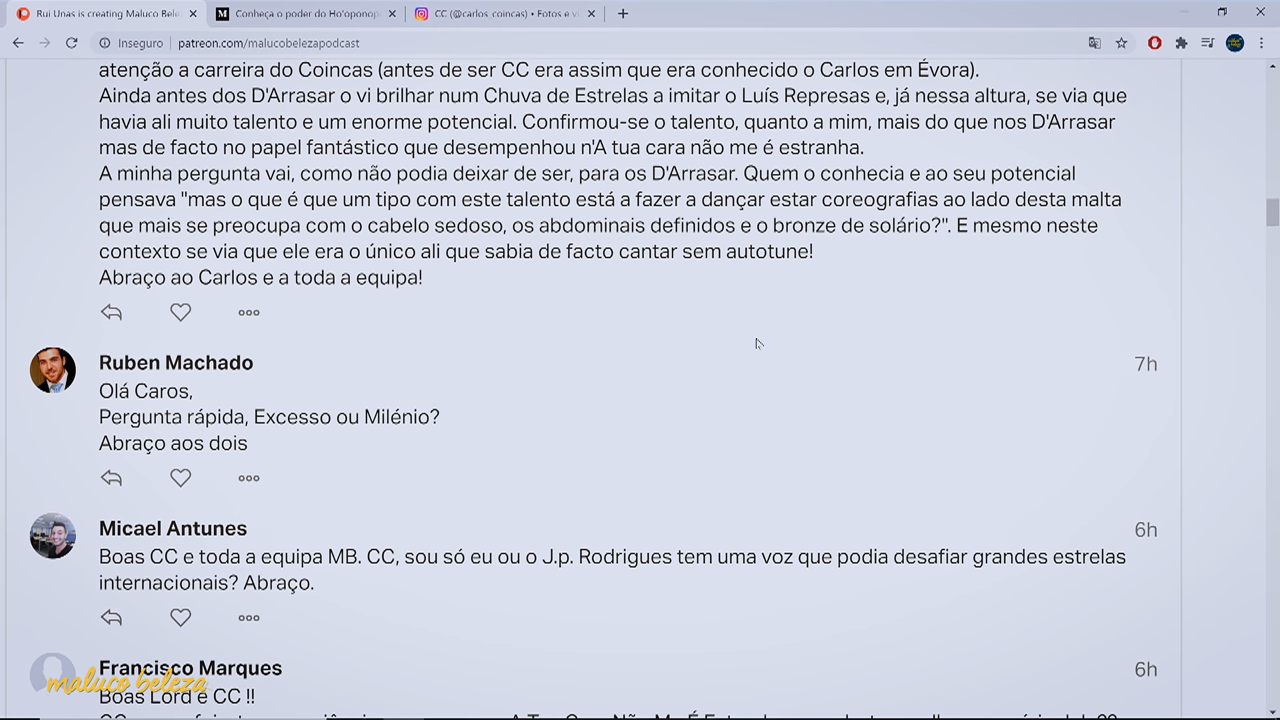 Rui Unas is creating Maluco Bele
Conheça o poder do Ho'oponop
CC (@carlos_coincas) • Fotos e v
Inseguro
patreon.com/malucobelezapodcast
atenção a carreira do Coincas (antes de ser CC era assim que era conhecido o Carlos em Évora).
Ainda antes dos D'Arrasar o vi brilhar num Chuva de Estrelas a imitar o Luís Represas e, já nessa altura, se via que
havia ali muito talento e um enorme potencial. Confirmou-se o talento, quanto a mim, mais do que nos D'Arrasar
mas de facto no papel fantástico que desempenhou n'A tua cara não me é estranha.
A minha pergunta vai, como não podia deixar de ser, para os D'Arrasar. Quem o conhecia e ao seu potencial
pensava "mas o que é que um tipo com este talento está a fazer a dançar estar coreografias ao lado desta malta
que mais se preocupa com o cabelo sedoso, os abdominais definidos e o bronze de solário?". E mesmo neste
contexto se via que ele era o único ali que sabia de facto cantar sem autotune!
Abraço ao Carlos e a toda a equipa!
Ruben Machado
7h
Olá Caros,
Pergunta rápida, Excesso ou Milénio?
Abraço aos dois
Micael Antunes
6h
Boas CC e toda a equipa MB. CC, sou só eu ou o J.p. Rodrigues tem uma voz que podia desafiar grandes estrelas
internacionais? Abraço.
Francisco Marques
6h
maluco beleza
Boas Lord e CC !!